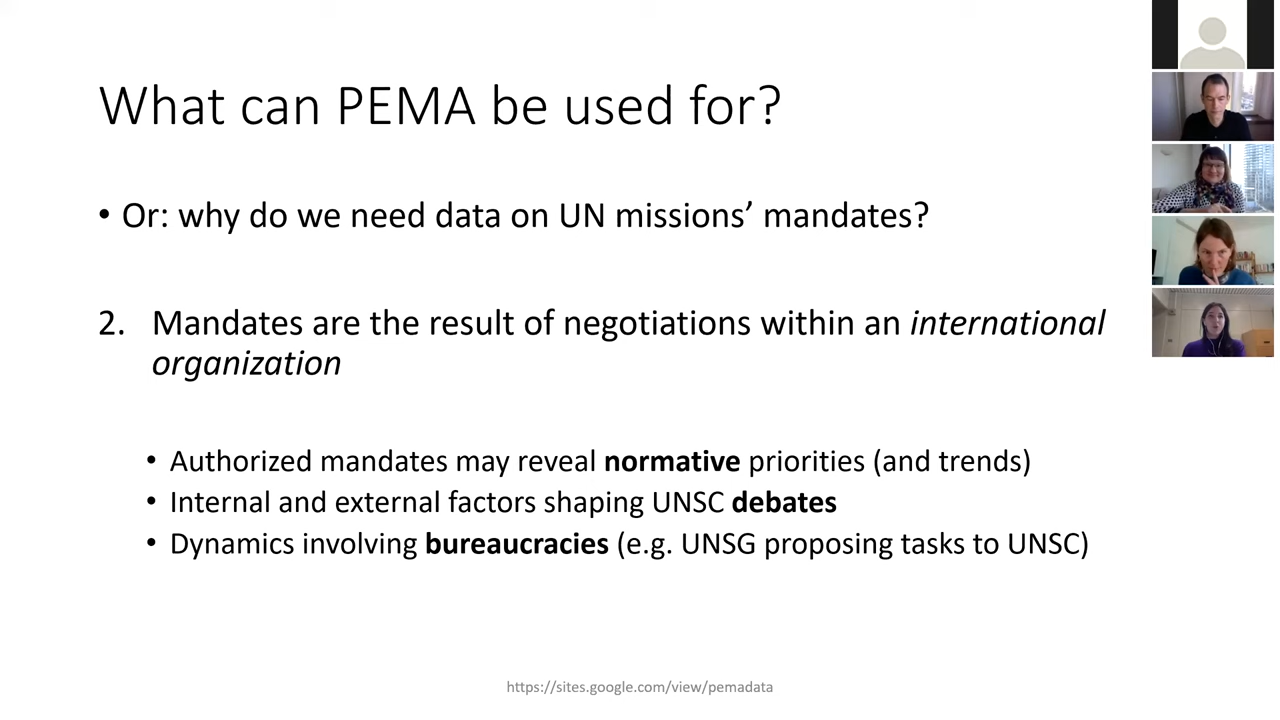 What can PEMA be used for?
• Or: why do we need data on UN missions’ mandates?
2. Mandates are the result of negotiations within an international
organization
• Authorized mandates may reveal normative priorities (and trends)
• Internal and external factors shaping UNSC debates
• Dynamics involving bureaucracies (e.g. UNSG proposing tasks to UNSC)
https://sites.google.com/view/pemadata